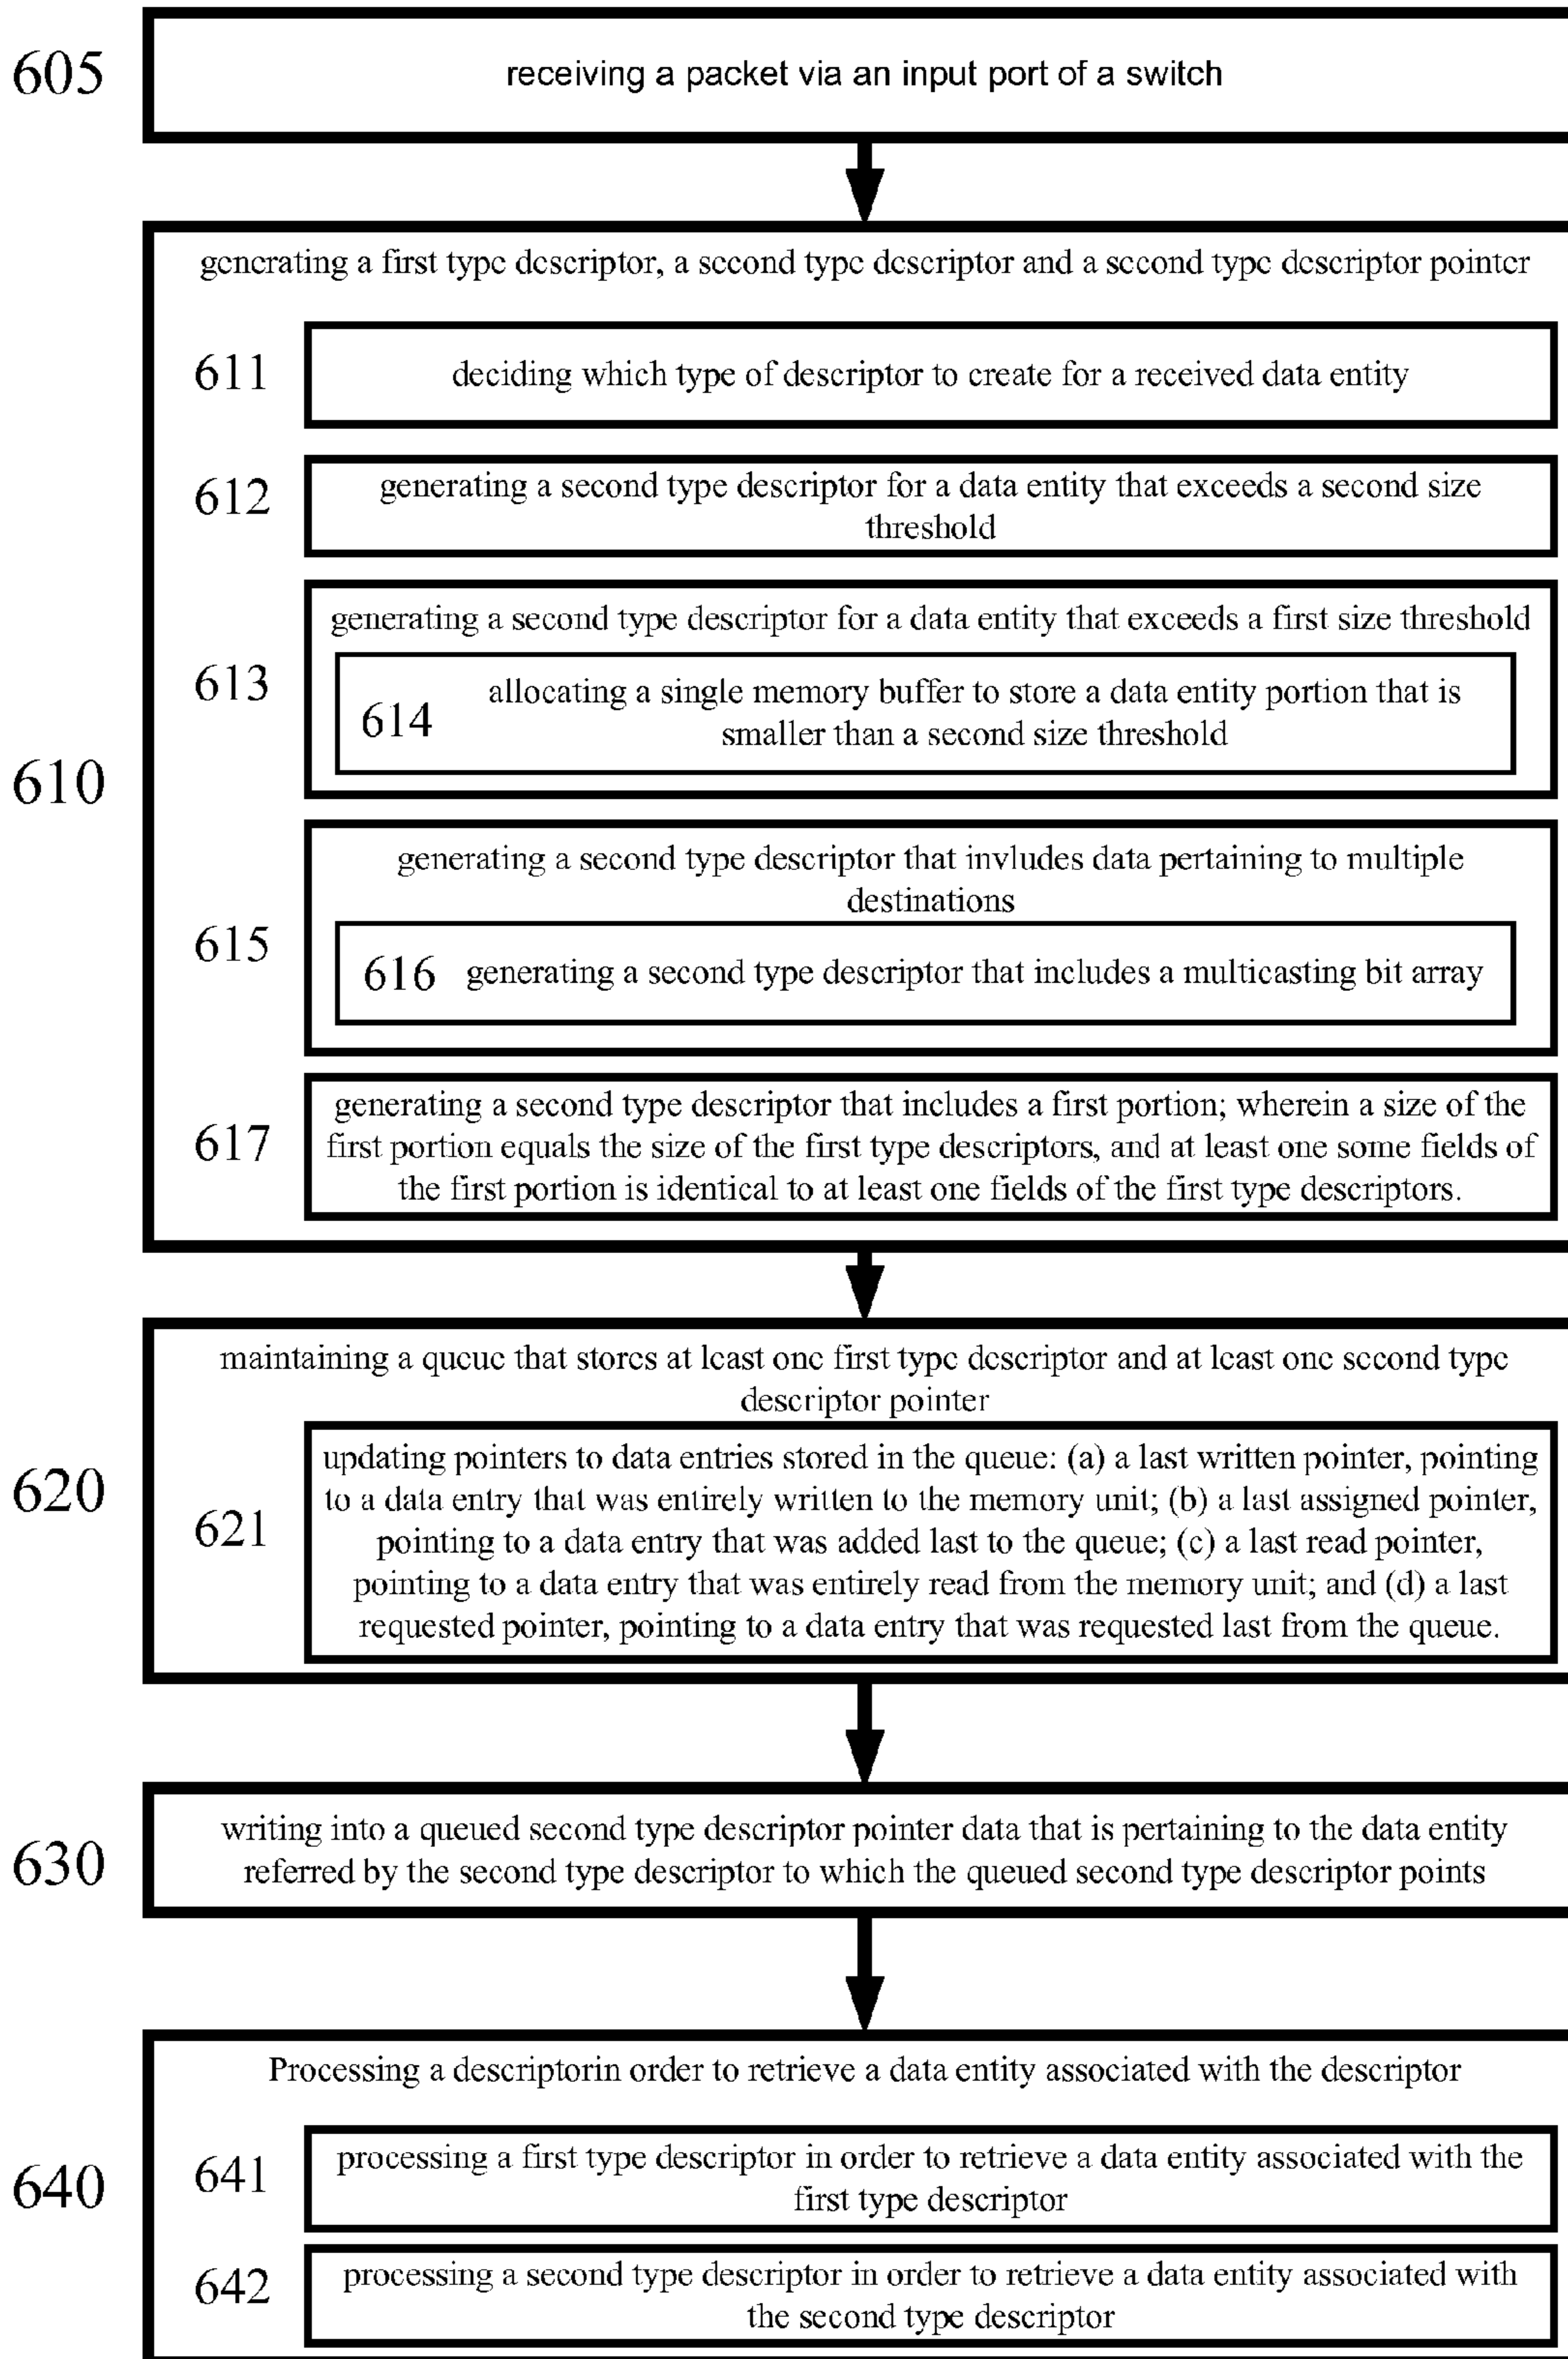 605
receiving a packet via an input port of a switch
generating a first type descriptor, a second type descriptor and a second type descriptor pointer
611
deciding which type of descriptor to create for a received data entity
612
generating a second type descriptor for a data entity that exceeds a second size
threshold
generating a second type descriptor for a data entity that exceeds a first size threshold
613
614
allocating a single memory buffer to store a data entity portion that is
smaller than a second size threshold
610
generating a second type descriptor that invludes data pertaining to multiple
destinations
615
616 generating a second type descriptor that includes a multicasting bit array
617
generating a second type descriptor that includes a first portion; wherein a size of the
first portion equals the size of the first type descriptors, and at least one some fields of
the first portion is identical to at least one fields of the first type descriptors.
maintaining a queue that stores at least one first type descriptor and at least one second type
descriptor pointer
620
621
updating pointers to data entries stored in the queue: (a) a last written pointer, pointing
to a data entry that was entirely written to the memory unit; (b) a last assigned pointer,
pointing to a data entry that was added last to the queue; (c) a last read pointer,
pointing to a data entry that was entirely read from the memory unit; and (d) a last
requested pointer, pointing to a data entry that was requested last from the queue.
630
writing into a queued second type descriptor pointer data that is pertaining to the data entity
referred by the second type descriptor to which the queued second type descriptor points
Processing a descriptorin order to retrieve a data entity associated with the descriptor
640
641
processing a first type descriptor in order to retrieve a data entity associated with the
first type descriptor
642
processing a second type descriptor in order to retrieve a data entity associated with
the second type descriptor